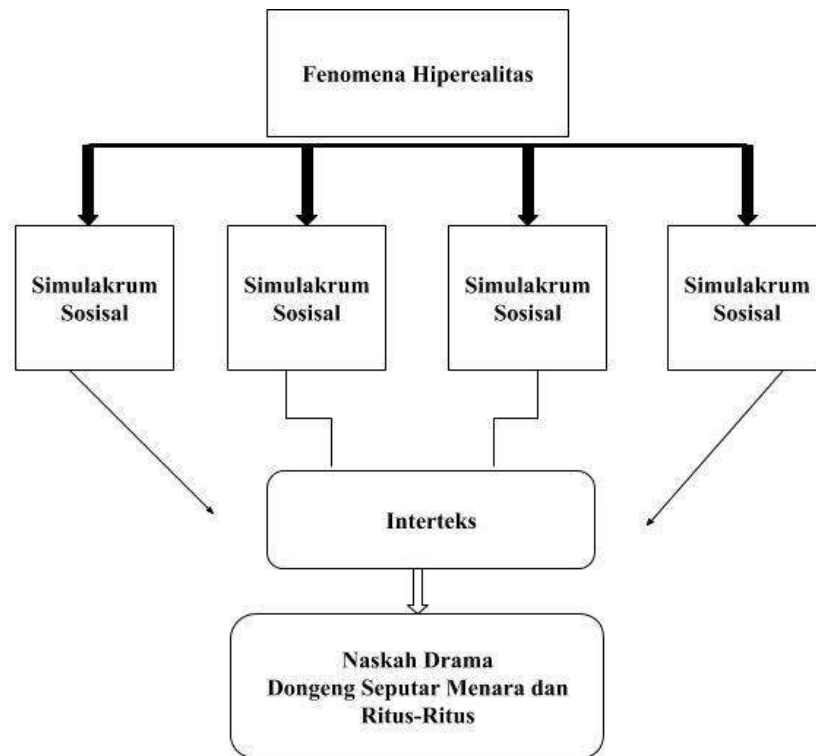 Fenomena Hiperealitas
Simulakrum
Sosisal
Simulakrum
Sosisal
Simulakrum
Sosisal
Simulakrum
Sosisal
Interteks
Naskah Drama
Dongeng Seputar Menara dan
Ritus-Ritus